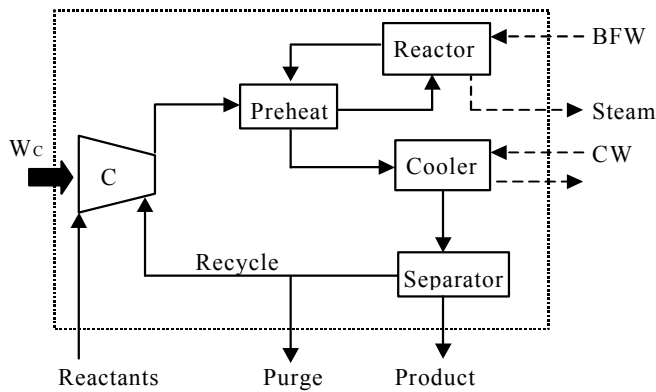 Reactor
BFW
Preheat
Steam
WC
C
CW
Cooler
Recycle
Separator
Reactants
Purge
Product